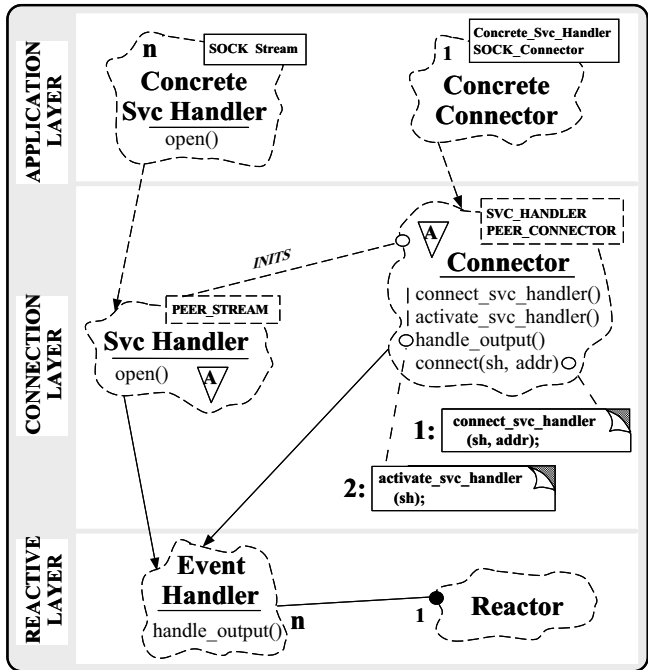 APPLICATION
LAYER
n
SOCK Stream
Concrete
Svc Handler
open()
Concrete_Svc_Handler
SOCK_Connector
1
Concrete
Connector
CONNECTION
LAYER
INITS
SVC_HANDLER
PEER_CONNECTOR
A
Connector
connect_svc_handler()
activate_svc_handler()
handle_output()
connect(sh, addr)
PEER_STREAM
Svc Handler
open()
A
1:
connect_svc_handler
(sh, addr);
2:
activate_svc_handler
(sh);
REACTIVE
LAYER
Event
Handler
handle_output()
n
1
Reactor